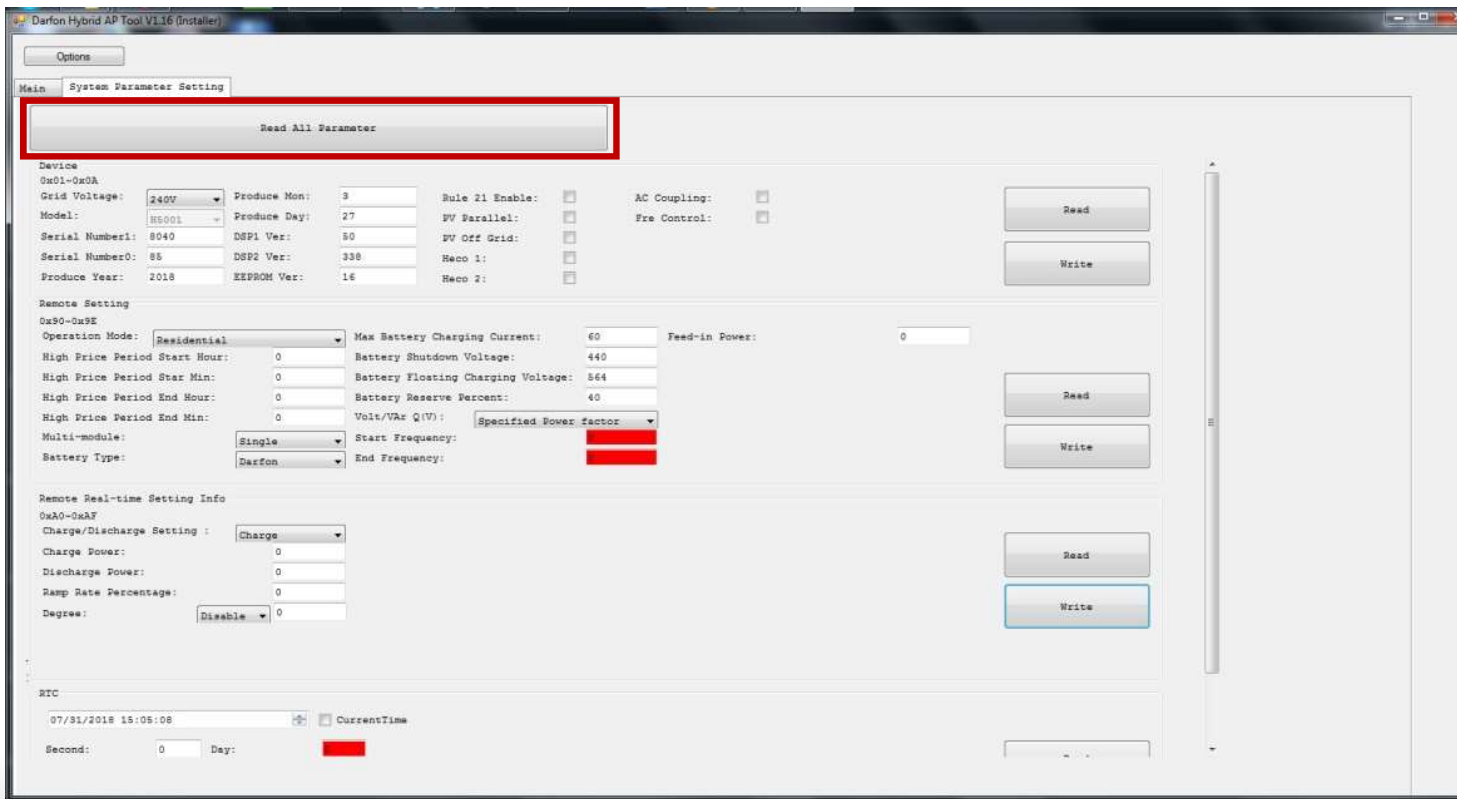 Darfon Hybrid AP Tool V1.16 (Installer)
Options
Main System Parameter Setting
Read All Parameter
Device
0x01-0x0A
Grid Voltage: 240V Produce Mon: 3 Rule 21 Enable: AC Coupling:
Model: H5001 Produce Day: 27 PV Parallel: Fre Control:
Read
Serial Number1: 8040 DSP1 Ver: 50 PV Off Grid:
Serial Number0: 85 DSP2 Ver: 338 Heco 1:
Write
Produce Year: 2018 EEPROM Ver: 16 Heco 2:
Remote Setting
0x90-0x9E
Operation Mode: Residential Max Battery Charging Current: 60 Feed-in Power: 0
High Price Period Start Hour: 0 Battery Shutdown Voltage: 440
High Price Period Star Min: 0 Battery Floating Charging Voltage: 564
High Price Period End Hour: 0 Battery Reserve Percent: 40
Read
High Price Period End Min: 0 Volt/VAr Q(V): Specified Power factor
Multi-module: Single Start Frequency:
Write
Battery Type: Darfon End Frequency:
Remote Real-time Setting Info
0xA0-0xAF
Charge/Discharge Setting : Charge
Charge Power: 0
Read
Discharge Power: 0
Ramp Rate Percentage: 0
Write
Degree: Disable 0
RTC
07/31/2018 15:05:08 CurrentTime
Second: 0 Day: